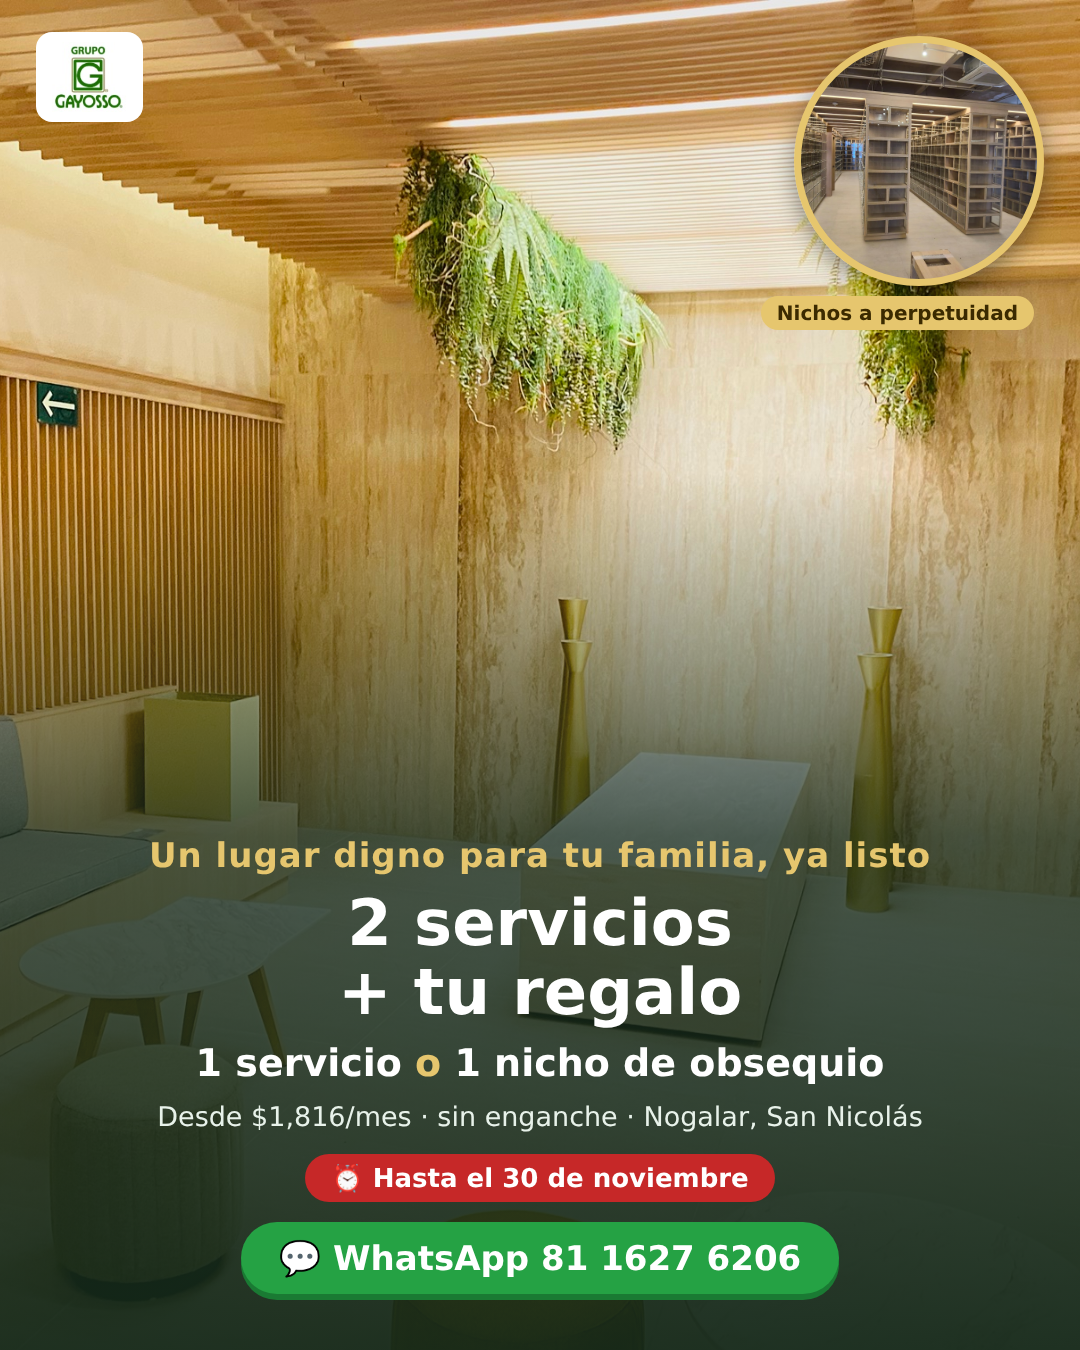 GRUPO
G
GAYOSSO
Nichos a perpetuidad
Un lugar digno para tu familia, ya listo
2 servicios
+ tu regalo
1 servicio o 1 nicho de obsequio
Desde $1,816/mes · sin enganche · Nogalar, San Nicolás
⏰ Hasta el 30 de noviembre
💬 WhatsApp 81 1627 6206